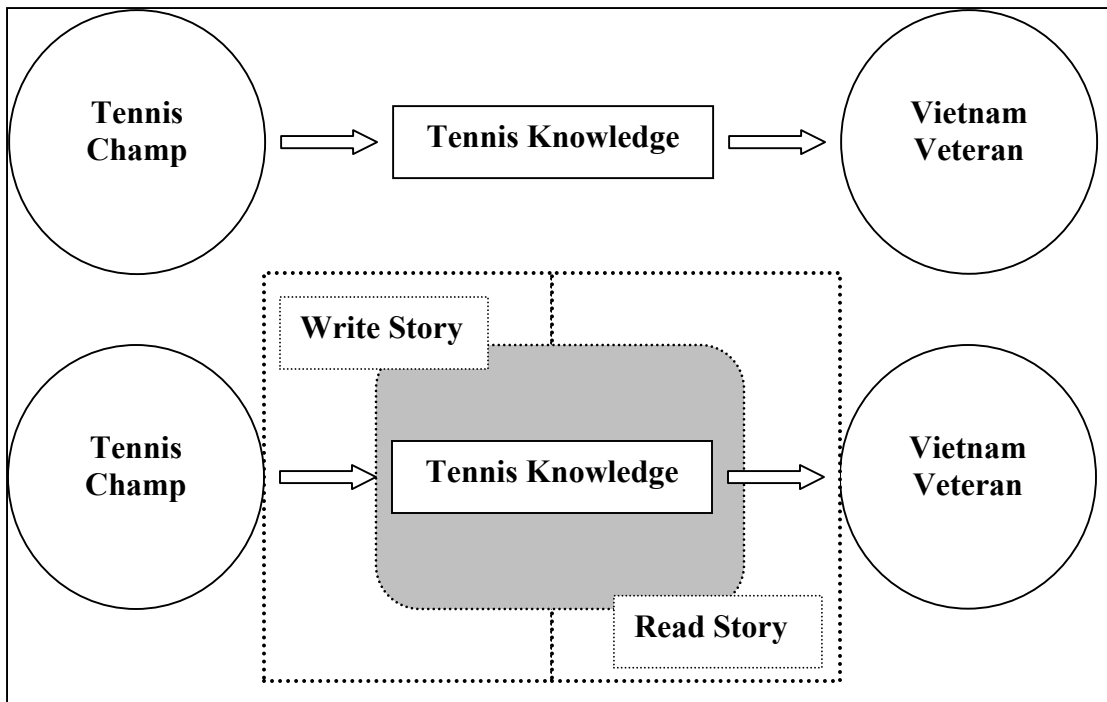 Tennis
Champ
Tennis Knowledge
Vietnam
Veteran
Write Story
Tennis
Champ
Tennis Knowledge
Vietnam
Veteran
Read Story